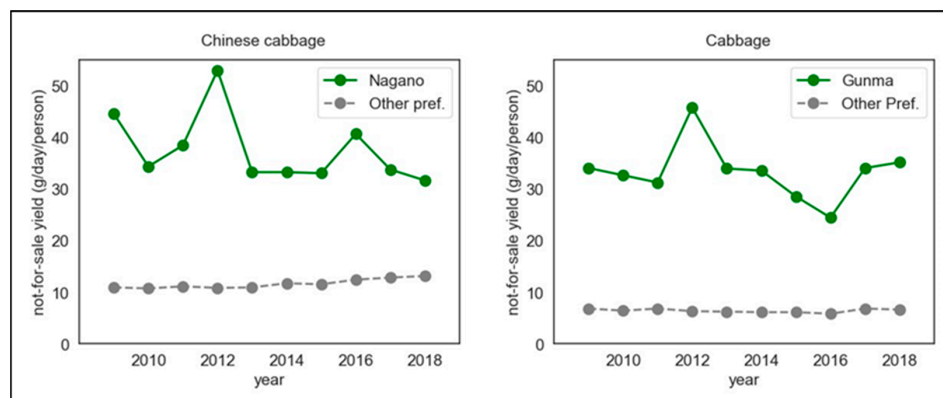 Chinese cabbage
not-for-sale yield (g/day/person)
50
40
30
20
10
0
Nagano
Other pref.
2010 2012 2014 2016 2018
year
Cabbage
not-for-sale yield (g/day/person)
50
40
30
20
10
0
Gunma
Other Pref.
2010 2012 2014 2016 2018
year